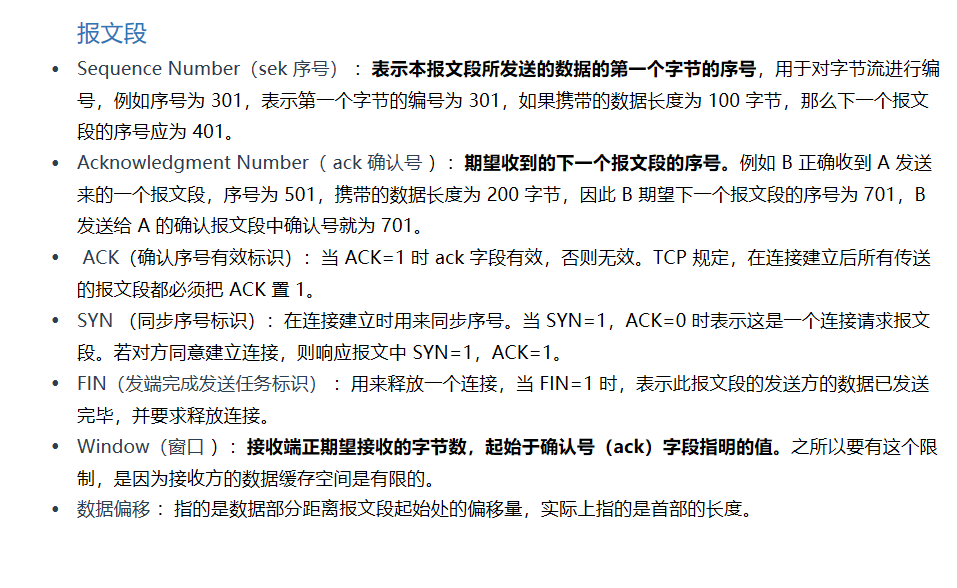 报文段
• Sequence Number（sek 序号）：表示本报文段所发送的数据的第一个字节的序号，用于对字节流进行编
号，例如序号为 301，表示第一个字节的编号为 301，如果携带的数据长度为 100 字节，那么下一个报文
段的序号应为 401。
• Acknowledgment Number（ ack 确认号 ）：期望收到的下一个报文段的序号。例如 B 正确收到 A 发送
来的一个报文段，序号为 501，携带的数据长度为 200 字节，因此 B 期望下一个报文段的序号为 701，B
发送给 A 的确认报文段中确认号就为 701。
• ACK（确认序号有效标识）：当 ACK=1 时 ack 字段有效，否则无效。TCP 规定，在连接建立后所有传送
的报文段都必须把 ACK 置 1。
• SYN （同步序号标识）：在连接建立时用来同步序号。当 SYN=1，ACK=0 时表示这是一个连接请求报文
段。若对方同意建立连接，则响应报文中 SYN=1，ACK=1。
• FIN（发端完成发送任务标识）：用来释放一个连接，当 FIN=1 时，表示此报文段的发送方的数据已发送
完毕，并要求释放连接。
• Window（窗口 ）：接收端正期望接收的字节数，起始于确认号（ack）字段指明的值。之所以要有这个限
制，是因为接收方的数据缓存空间是有限的。
• 数据偏移 ：指的是数据部分距离报文段起始处的偏移量，实际上指的是首部的长度。